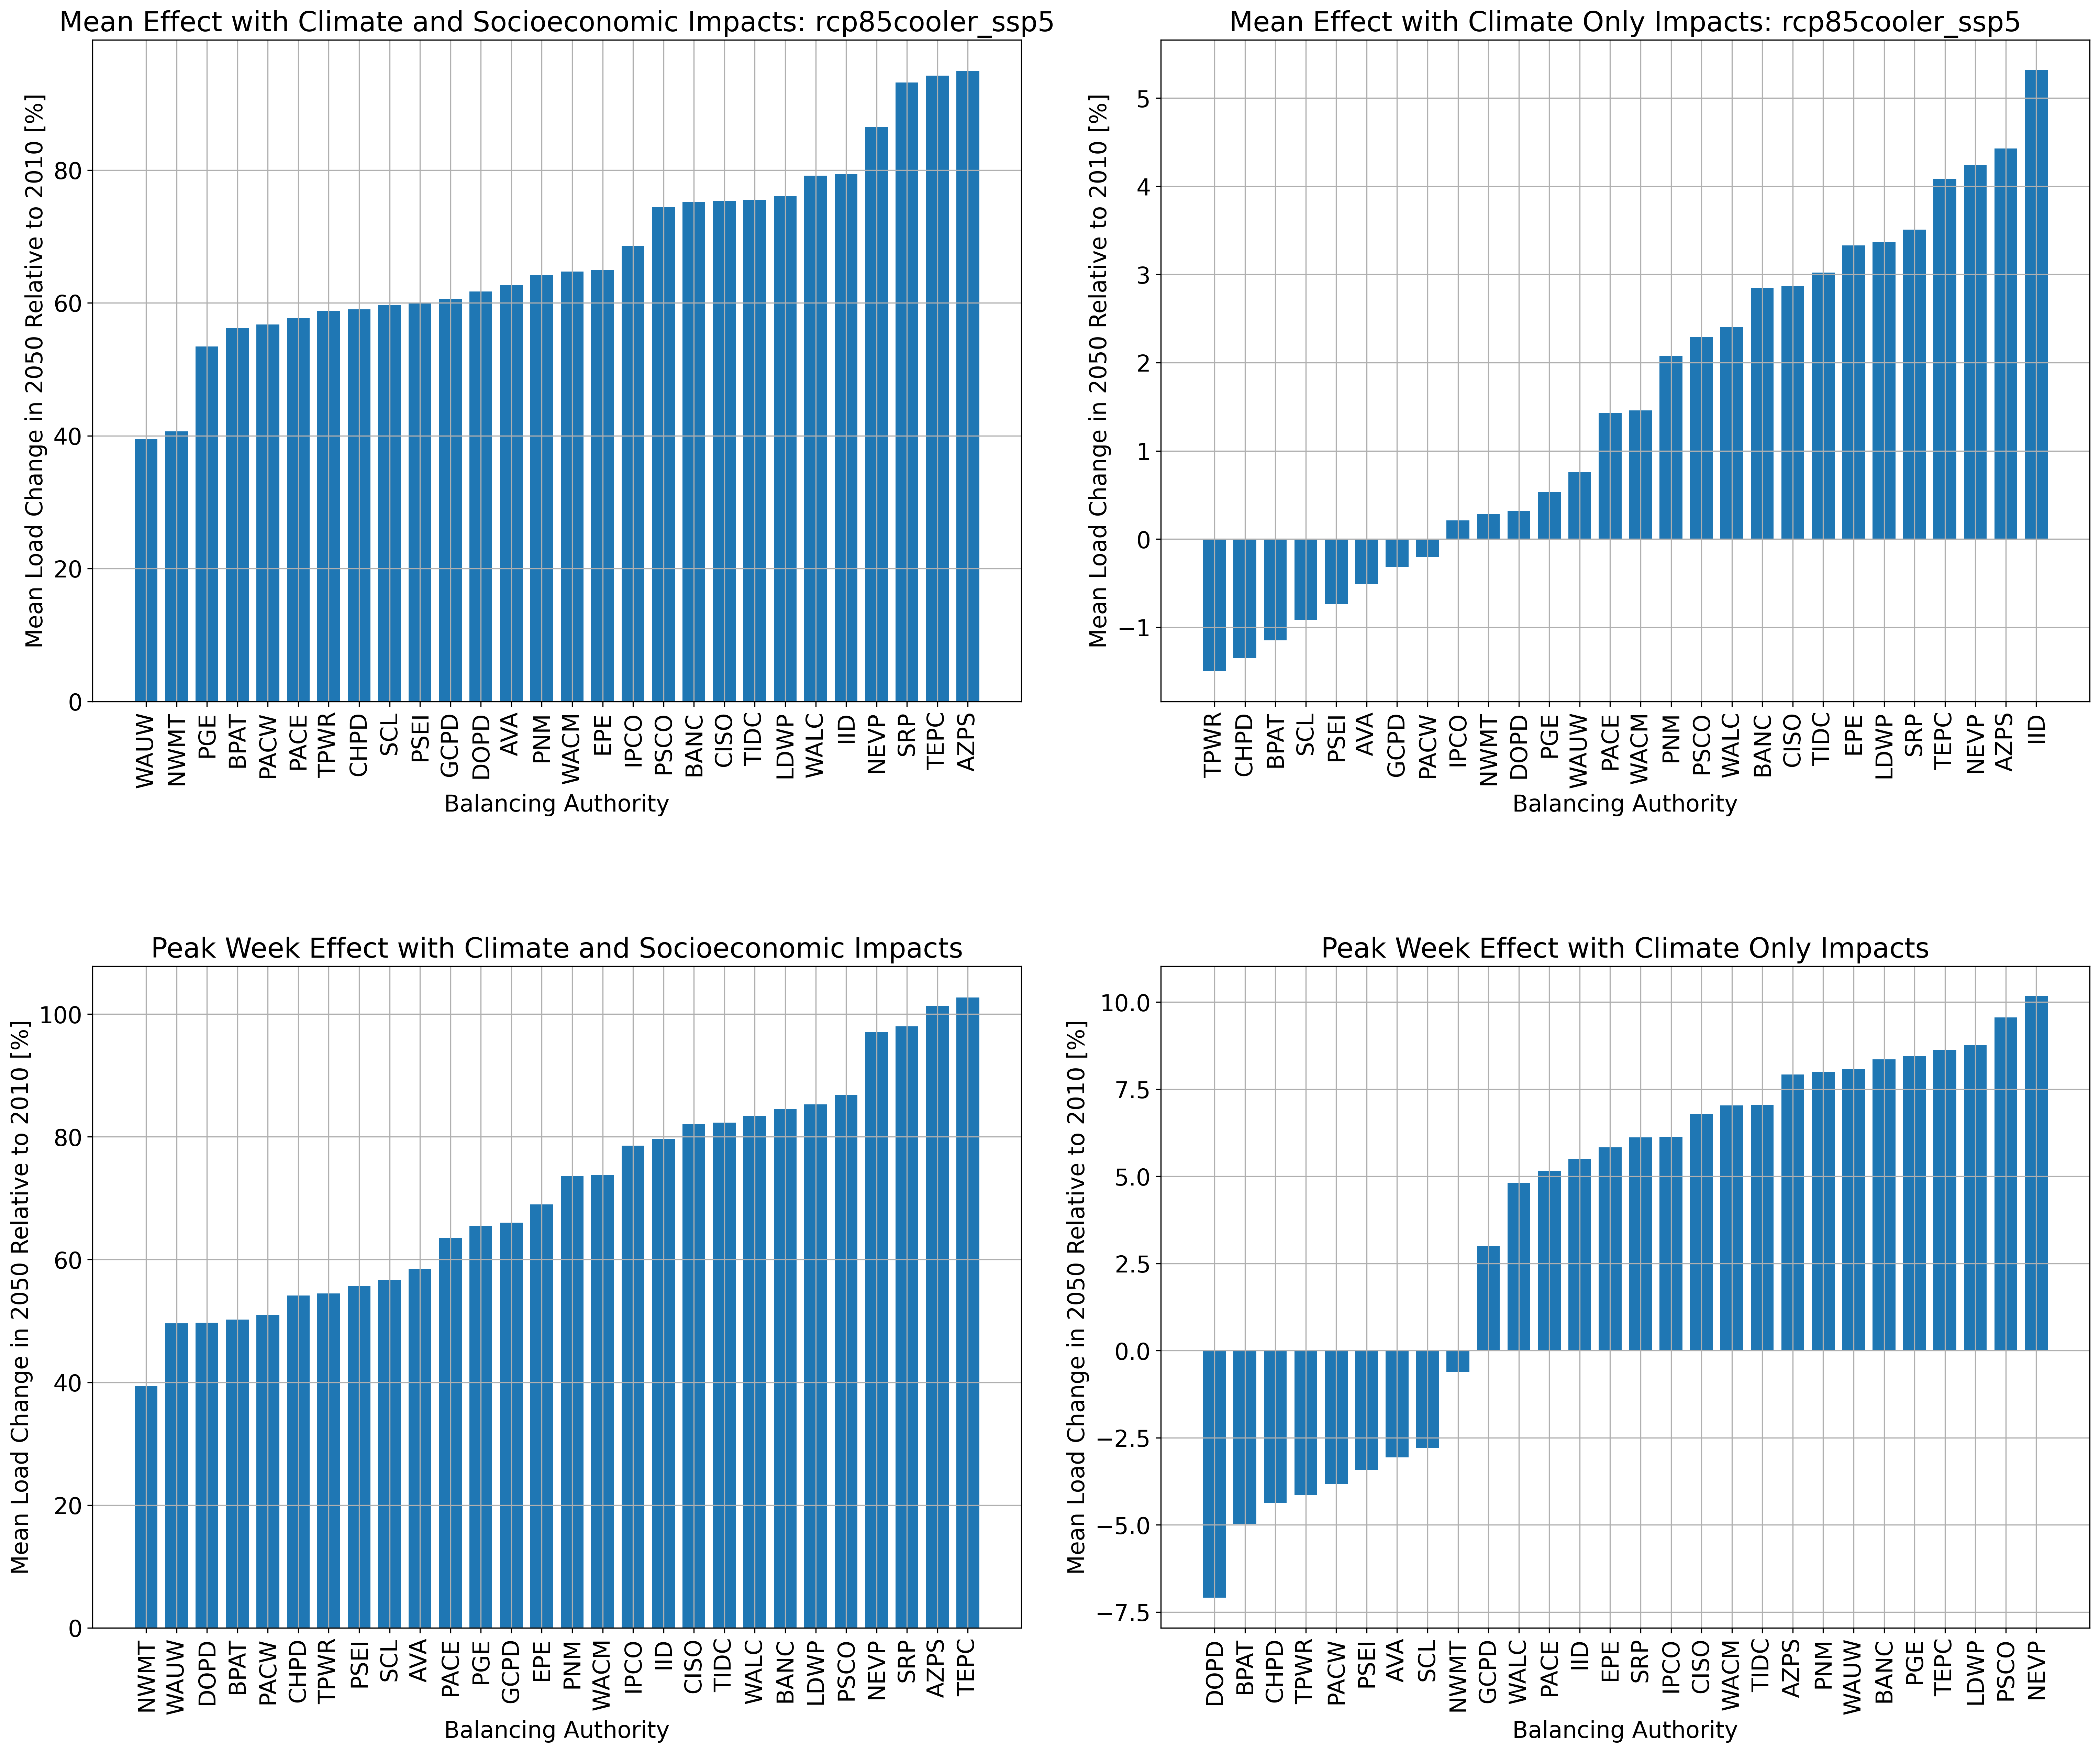 Mean Effect with Climate and Socioeconomic Impacts: rcp85cooler_ssp5
Mean Load Change in 2050 Relative to 2010 [%]
80
60
40
20
0
WAUW NWMT PGE BPAT PACW PACE TPWR CHPD SCL PSEI GCPD DOPD AVA PNM WACM EPE IPCO PSCO BANC CISO TIDC LDWP WALC IID NEVP SRP TEPC AZPS
Balancing Authority
Mean Effect with Climate Only Impacts: rcp85cooler_ssp5
Mean Load Change in 2050 Relative to 2010 [%]
5
4
3
2
1
0
−1
TPWR CHPD BPAT SCL PSEI AVA GCPD PACW IPCO NWMT DOPD PGE WAUW PACE WACM PNM PSCO WALC BANC CISO TIDC EPE LDWP SRP TEPC NEVP AZPS IID
Balancing Authority
Peak Week Effect with Climate and Socioeconomic Impacts
Mean Load Change in 2050 Relative to 2010 [%]
100
80
60
40
20
0
NWMT WAUW DOPD BPAT PACW CHPD TPWR PSEI SCL AVA PACE PGE GCPD EPE PNM WACM IPCO IID CISO TIDC WALC BANC LDWP PSCO NEVP SRP AZPS TEPC
Balancing Authority
Peak Week Effect with Climate Only Impacts
Mean Load Change in 2050 Relative to 2010 [%]
10.0
7.5
5.0
2.5
0.0
−2.5
−5.0
−7.5
DOPD BPAT CHPD TPWR PACW PSEI AVA SCL NWMT GCPD WALC PACE IID EPE SRP IPCO CISO WACM TIDC AZPS PNM WAUW BANC PGE TEPC LDWP PSCO NEVP
Balancing Authority